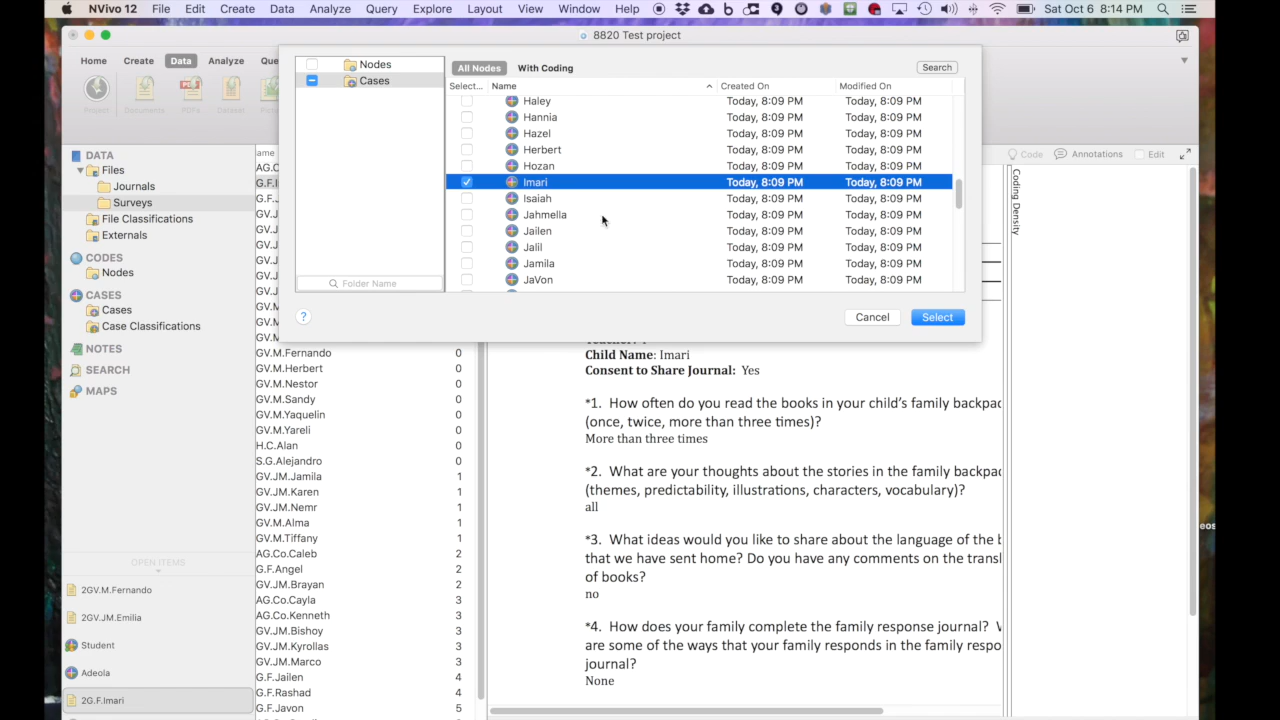 NVivo 12 File Edit Create Data Analyze Query Explore Layout View Window Help Sat Oct 6 8:14 PM
8820 Test project
Home Create Data Analyze
Project Documents PDFs Datasets
Nodes
Cases
Folder Name
All Nodes With Coding Search
Select... Name Created On Modified On
Haley Today, 8:09 PM Today, 8:09 PM
Hannia Today, 8:09 PM Today, 8:09 PM
Hazel Today, 8:09 PM Today, 8:09 PM
Herbert Today, 8:09 PM Today, 8:09 PM
Hozan Today, 8:09 PM Today, 8:09 PM
Imari Today, 8:09 PM Today, 8:09 PM
Isaiah Today, 8:09 PM Today, 8:09 PM
Jahmella Today, 8:09 PM Today, 8:09 PM
Jailen Today, 8:09 PM Today, 8:09 PM
Jalil Today, 8:09 PM Today, 8:09 PM
Jamila Today, 8:09 PM Today, 8:09 PM
JaVon Today, 8:09 PM Today, 8:09 PM
? Cancel Select
Code Annotations Edit
Coding Density
DATA
Files
Journals
Surveys
File Classifications
Externals
CODES
Nodes
CASES
Cases
Case Classifications
NOTES
SEARCH
MAPS
OPEN ITEMS
2GV.M.Fernando
2GV.JM.Emilia
Student
Adeola
2G.F.Imari
GV.M.Fernando 0
GV.M.Herbert 0
GV.M.Nestor 0
GV.M.Sandy 0
GV.M.Yaquelin 0
GV.M.Yareli 0
H.C.Alan 0
S.G.Alejandro 0
GV.JM.Jamila 1
GV.JM.Karen 1
GV.JM.Nemr 1
GV.M.Alma 1
GV.M.Tiffany 1
AG.Co.Caleb 2
G.F.Angel 2
GV.JM.Brayan 2
AG.Co.Cayla 3
AG.Co.Kenneth 3
GV.JM.Bishoy 3
GV.JM.Kyrollas 3
GV.JM.Marco 3
G.F.Jailen 4
G.F.Rashad 4
G.F.Javon 5
Child Name: Imari
Consent to Share Journal: Yes
*1. How often do you read the books in your child's family backpac
(once, twice, more than three times)?
More than three times
*2. What are your thoughts about the stories in the family backpac
(themes, predictability, illustrations, characters, vocabulary)?
all
*3. What ideas would you like to share about the language of the b
that we have sent home? Do you have any comments on the transl
of books?
no
*4. How does your family complete the family response journal?
are some of the ways that your family responds in the family respo
journal?
None